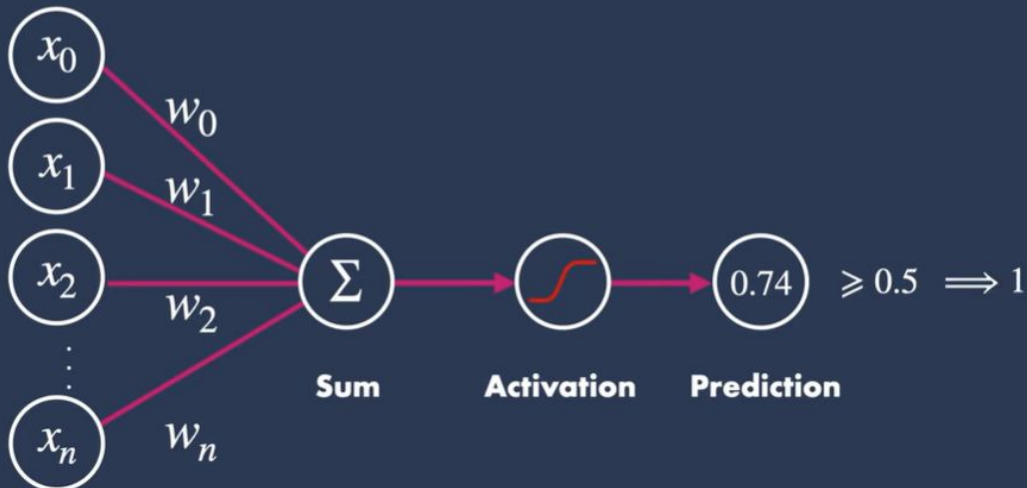 x₀
w₀
x₁
w₁
x₂
w₂
Σ
0.74 ⩾ 0.5 ⟹ 1
Sum Activation Prediction
xₙ
wₙ